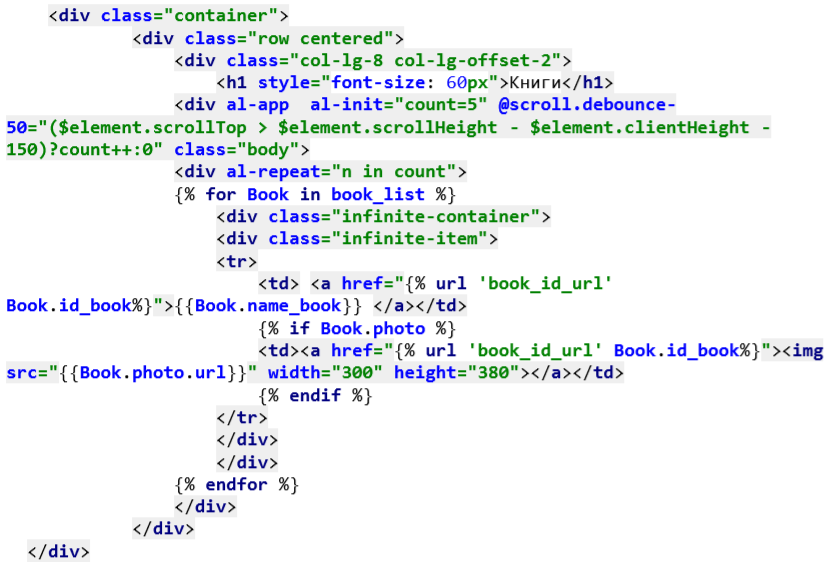 <div class="container">
<div class="row centered">
<div class="col-lg-8 col-lg-offset-2">
<h1 style="font-size: 60px">Книги</h1>
<div al-app  al-init="count=5" @scroll.debounce-
50="($element.scrollTop > $element.scrollHeight - $element.clientHeight -
150)?count++:0" class="body">
<div al-repeat="n in count">
{% for Book in book_list %}
<div class="infinite-container">
<div class="infinite-item">
<tr>
<td> <a href="{% url 'book_id_url'
Book.id_book%}">{{Book.name_book}} </a></td>
{% if Book.photo %}
<td><a href="{% url 'book_id_url' Book.id_book%}"><img
src="{{Book.photo.url}}" width="300" height="380"></a></td>
{% endif %}
</tr>
</div>
</div>
{% endfor %}
</div>
</div>
</div>